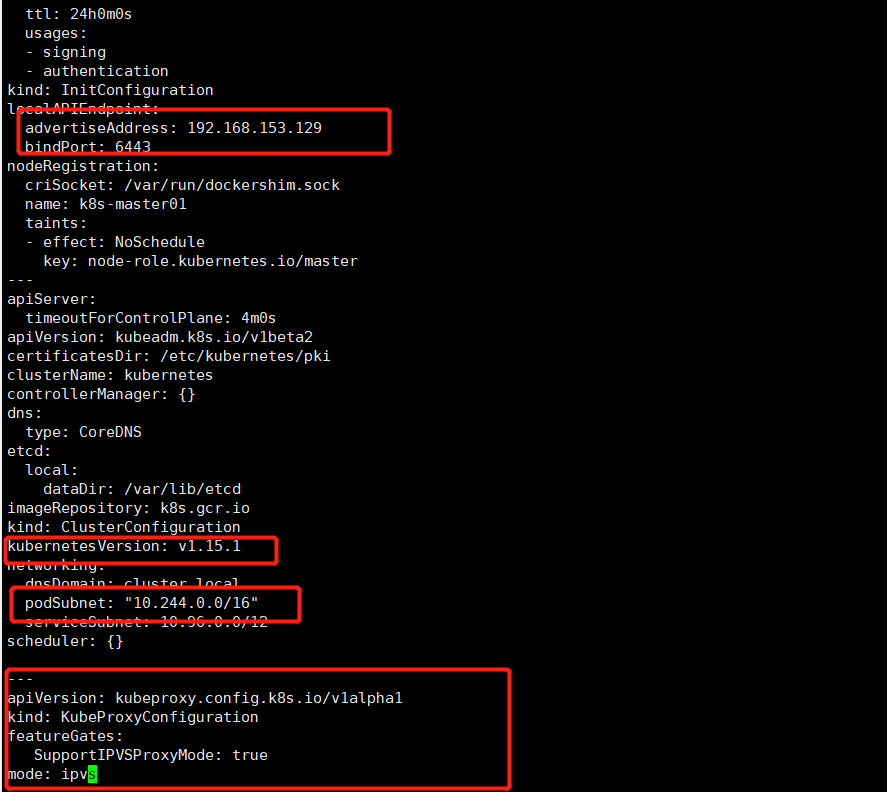 ttl: 24h0m0s
  usages:
  - signing
  - authentication
kind: InitConfiguration
localAPIEndpoint:
  advertiseAddress: 192.168.153.129
  bindPort: 6443
nodeRegistration:
  criSocket: /var/run/dockershim.sock
  name: k8s-master01
  taints:
  - effect: NoSchedule
    key: node-role.kubernetes.io/master
---
apiServer:
  timeoutForControlPlane: 4m0s
apiVersion: kubeadm.k8s.io/v1beta2
certificatesDir: /etc/kubernetes/pki
clusterName: kubernetes
controllerManager: {}
dns:
  type: CoreDNS
etcd:
  local:
    dataDir: /var/lib/etcd
imageRepository: k8s.gcr.io
kind: ClusterConfiguration
kubernetesVersion: v1.15.1
networking:
  dnsDomain: cluster.local
  podSubnet: "10.244.0.0/16"
  serviceSubnet: 10.96.0.0/12
scheduler: {}
---
apiVersion: kubeproxy.config.k8s.io/v1alpha1
kind: KubeProxyConfiguration
featureGates:
   SupportIPVSProxyMode: true
mode: ipvs